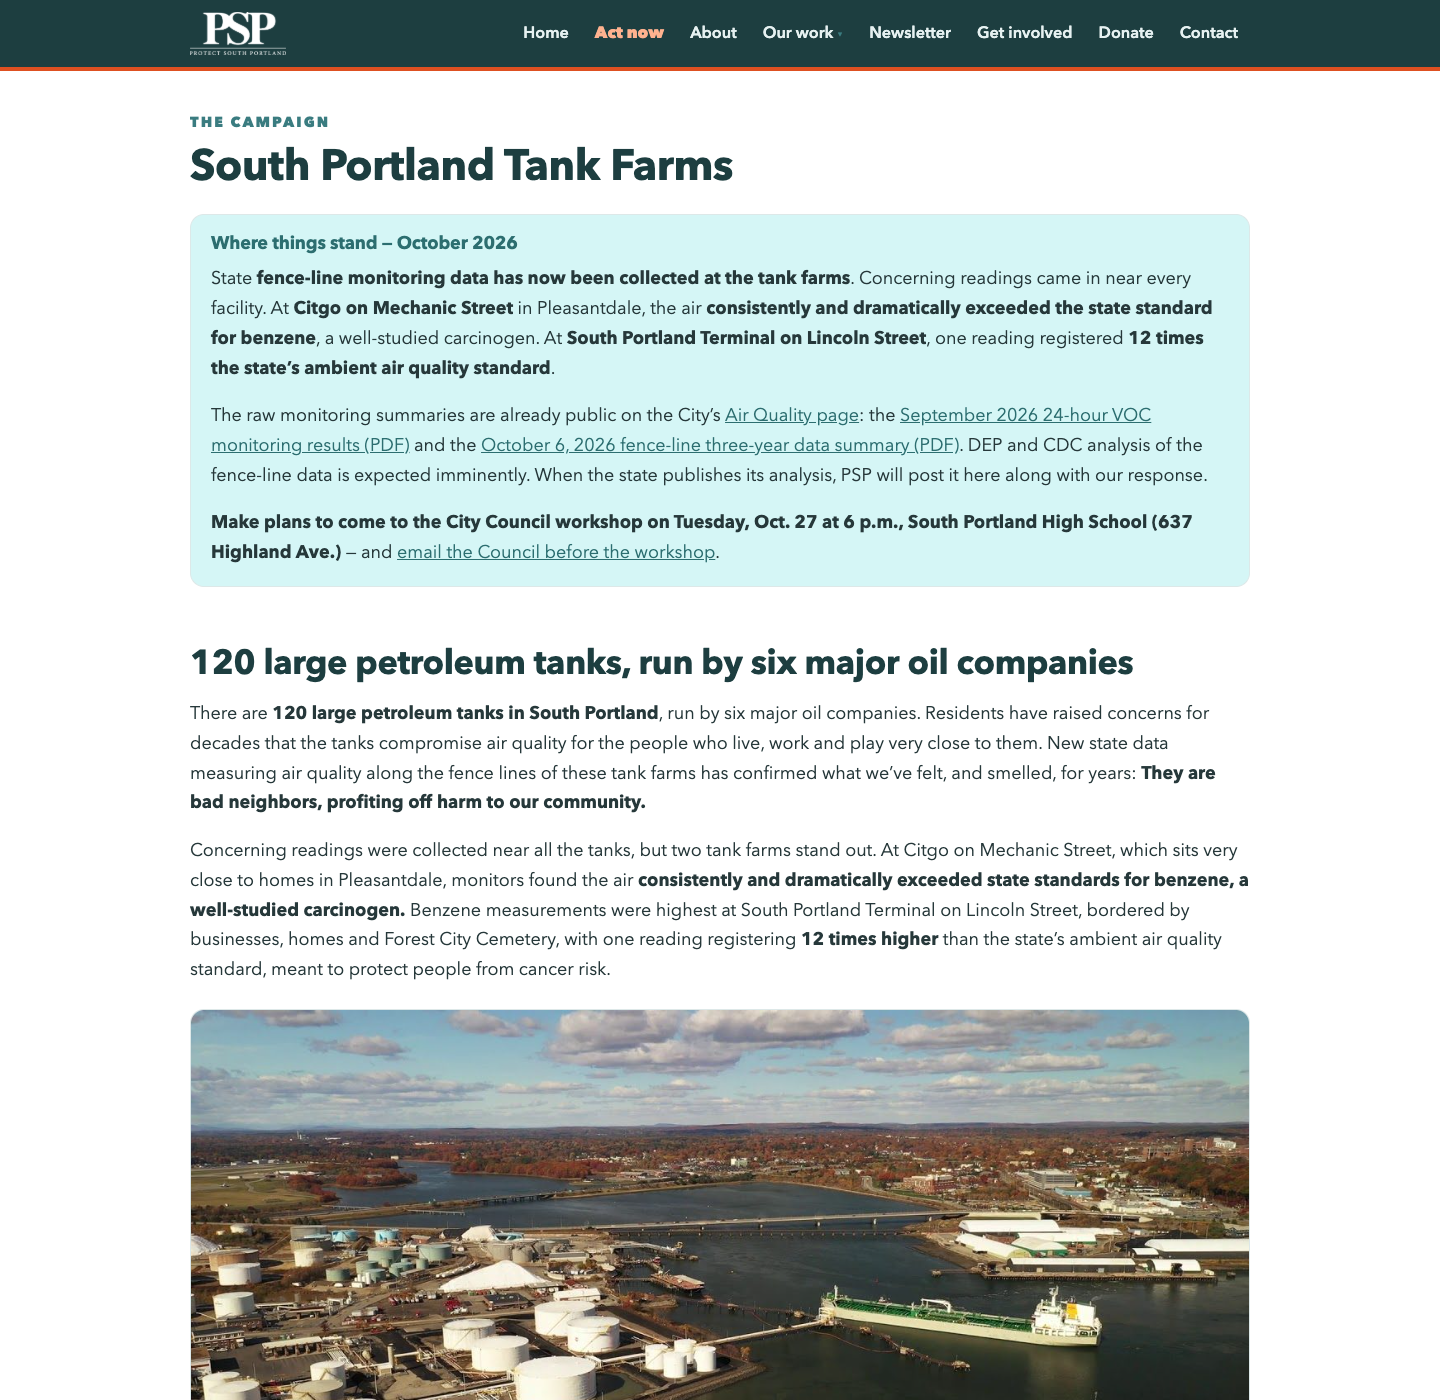 PSP
PROTECT SOUTH PORTLAND
Home Act now About Our work Newsletter Get involved Donate Contact
THE CAMPAIGN
South Portland Tank Farms
Where things stand – October 2026
State fence-line monitoring data has now been collected at the tank farms. Concerning readings came in near every
facility. At Citgo on Mechanic Street in Pleasantdale, the air consistently and dramatically exceeded the state standard
for benzene, a well-studied carcinogen. At South Portland Terminal on Lincoln Street, one reading registered 12 times
the state’s ambient air quality standard.
The raw monitoring summaries are already public on the City’s Air Quality page: the September 2026 24-hour VOC
monitoring results (PDF) and the October 6, 2026 fence-line three-year data summary (PDF). DEP and CDC analysis of the
fence-line data is expected imminently. When the state publishes its analysis, PSP will post it here along with our response.
Make plans to come to the City Council workshop on Tuesday, Oct. 27 at 6 p.m., South Portland High School (637
Highland Ave.) – and email the Council before the workshop.
120 large petroleum tanks, run by six major oil companies
There are 120 large petroleum tanks in South Portland, run by six major oil companies. Residents have raised concerns for
decades that the tanks compromise air quality for the people who live, work and play very close to them. New state data
measuring air quality along the fence lines of these tank farms has confirmed what we’ve felt, and smelled, for years: They are
bad neighbors, profiting off harm to our community.
Concerning readings were collected near all the tanks, but two tank farms stand out. At Citgo on Mechanic Street, which sits very
close to homes in Pleasantdale, monitors found the air consistently and dramatically exceeded state standards for benzene, a
well-studied carcinogen. Benzene measurements were highest at South Portland Terminal on Lincoln Street, bordered by
businesses, homes and Forest City Cemetery, with one reading registering 12 times higher than the state’s ambient air quality
standard, meant to protect people from cancer risk.